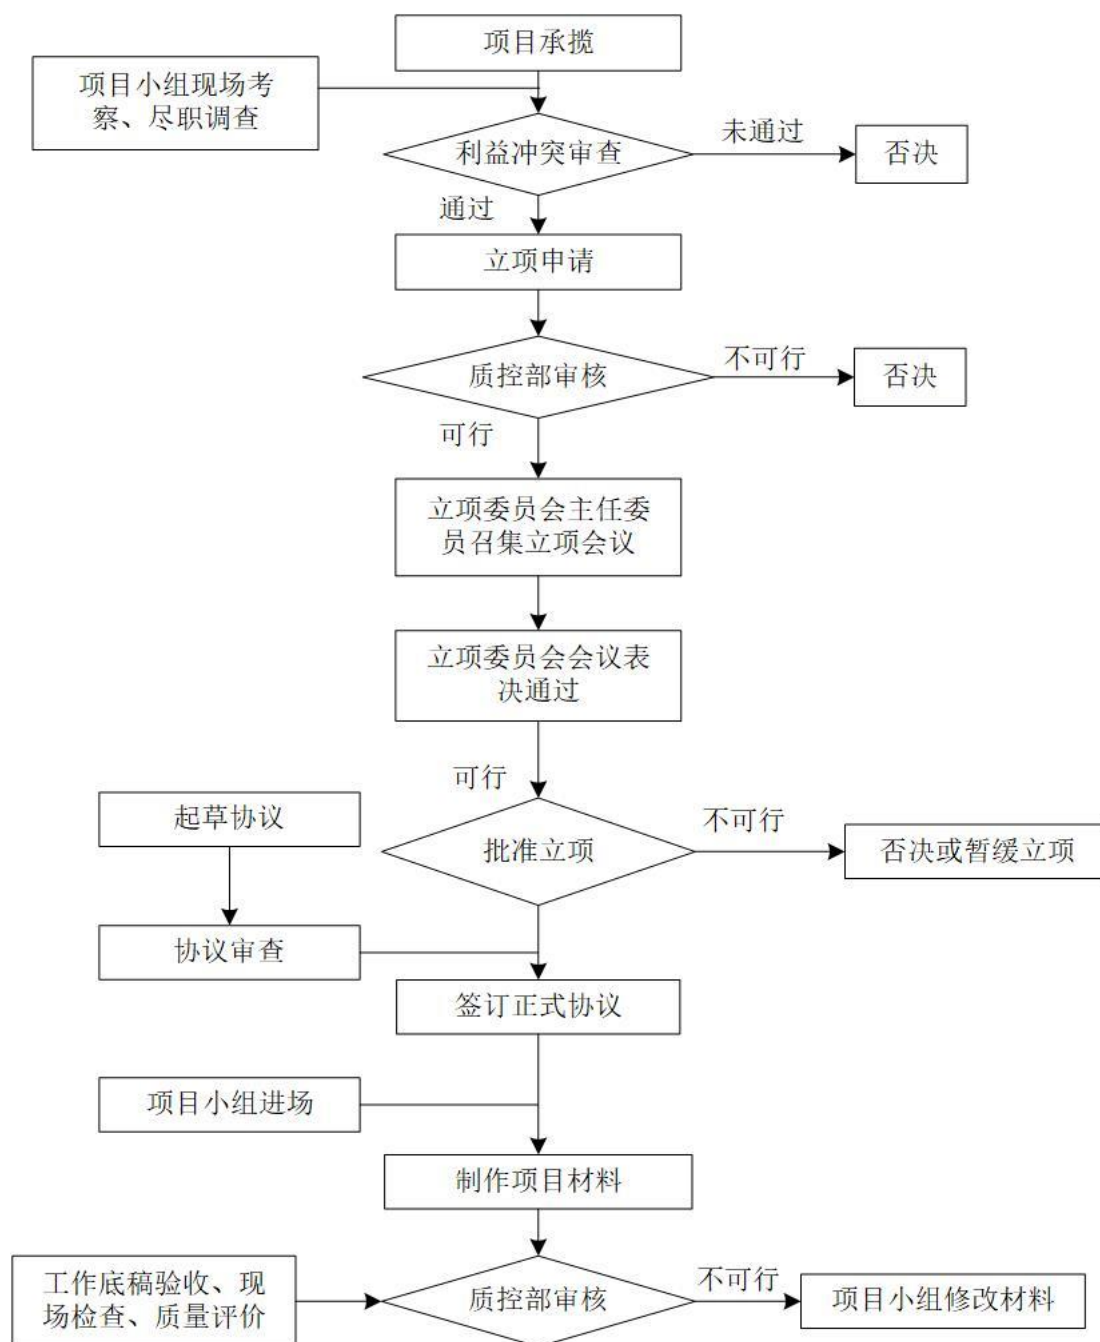 项目承揽
项目小组现场考
察、尽职调查
利益冲突审查
未通过
否决
通过
立项申请
质控部审核
不可行
否决
可行
立项委员会主任委
员召集立项会议
立项委员会会议表
决通过
可行
起草协议
批准立项
不可行
否决或暂缓立项
协议审查
签订正式协议
项目小组进场
制作项目材料
工作底稿验收、现
场检查、质量评价
质控部审核
不可行
项目小组修改材料